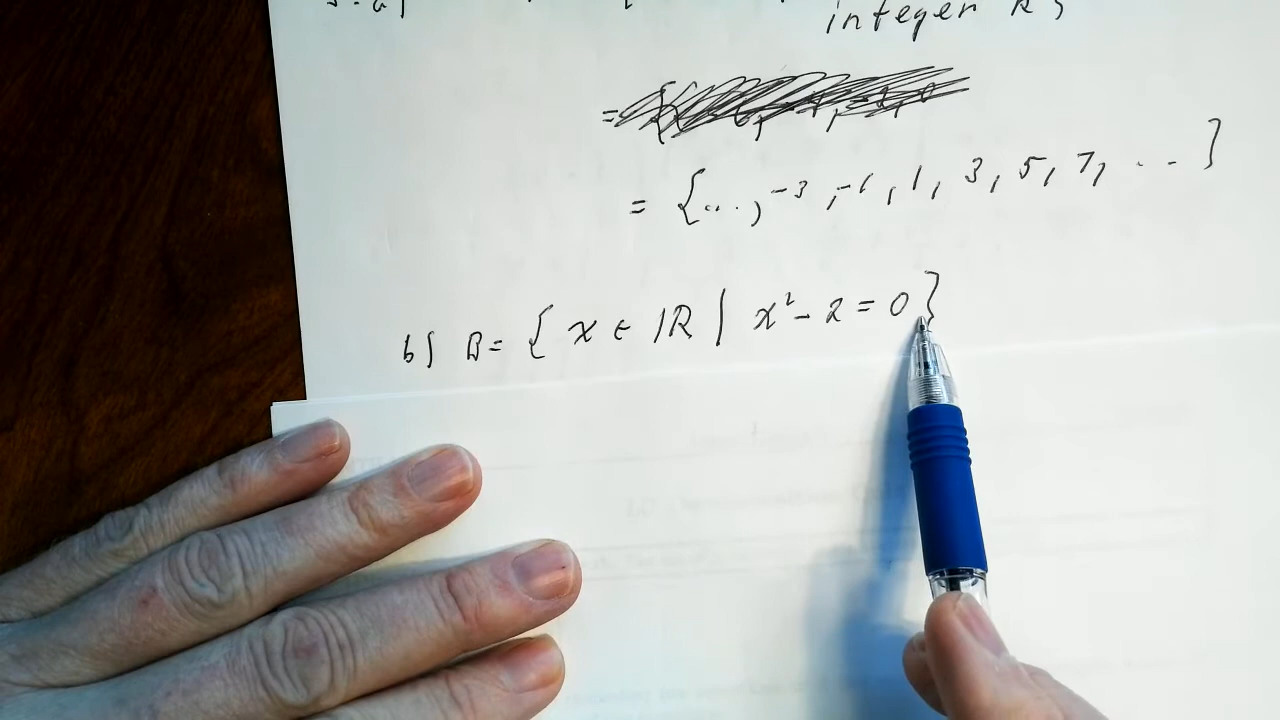 integer k }
= {..., -3, -1, 1, 3, 5, 7, ... }
b) B = { x ∈ ℝ | x² - 2 = 0 }